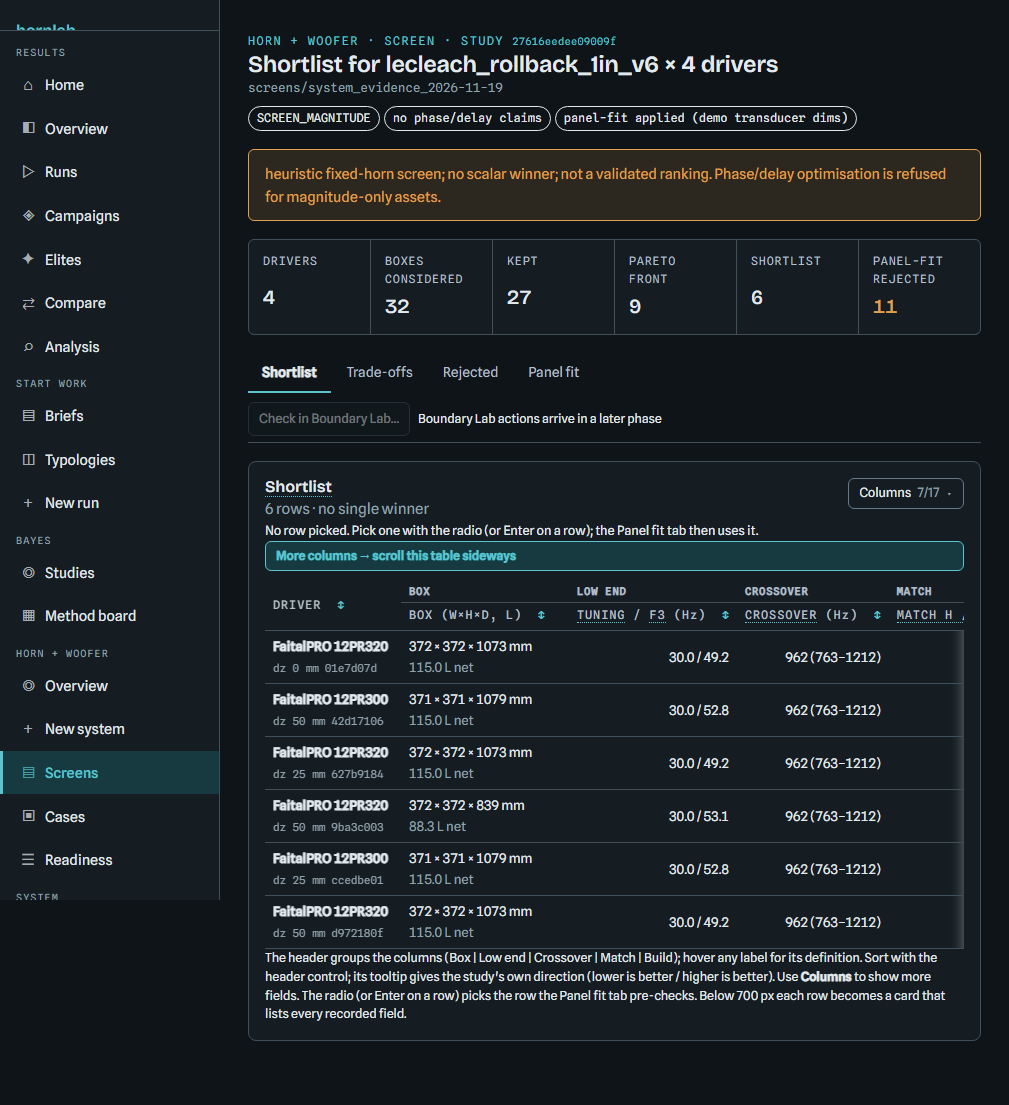 hornlab
RESULTS
Home
Overview
Runs
Campaigns
Elites
Compare
Analysis
START WORK
Briefs
Typologies
New run
BAYES
Studies
Method board
HORN + WOOFER
Overview
New system
Screens
Cases
Readiness
SYSTEM
HORN + WOOFER · SCREEN · STUDY 27616eedee09009f
Shortlist for lecleach_rollback_1in_v6 × 4 drivers
screens/system_evidence_2026-11-19
SCREEN_MAGNITUDE
no phase/delay claims
panel-fit applied (demo transducer dims)
heuristic fixed-horn screen; no scalar winner; not a validated ranking. Phase/delay optimisation is refused
for magnitude-only assets.
DRIVERS
4
BOXES
CONSIDERED
32
KEPT
27
PARETO
FRONT
9
SHORTLIST
6
PANEL-FIT
REJECTED
11
Shortlist
Trade-offs
Rejected
Panel fit
Check in Boundary Lab...
Boundary Lab actions arrive in a later phase
Shortlist
6 rows · no single winner
Columns 7/17
No row picked. Pick one with the radio (or Enter on a row); the Panel fit tab then uses it.
More columns → scroll this table sideways
DRIVER
BOX
LOW END
CROSSOVER
MATCH
BOX (W×H×D, L)
TUNING / F3 (Hz)
CROSSOVER (Hz)
MATCH H /
FaitalPRO 12PR320
dz 0 mm 01e7d07d
372 × 372 × 1073 mm
115.0 L net
30.0 / 49.2
962 (763–1212)
FaitalPRO 12PR300
dz 50 mm 42d17106
371 × 371 × 1079 mm
115.0 L net
30.0 / 52.8
962 (763–1212)
FaitalPRO 12PR320
dz 25 mm 627b9184
372 × 372 × 1073 mm
115.0 L net
30.0 / 49.2
962 (763–1212)
FaitalPRO 12PR320
dz 50 mm 9ba3c003
372 × 372 × 839 mm
88.3 L net
30.0 / 53.1
962 (763–1212)
FaitalPRO 12PR300
dz 25 mm ccedbe01
371 × 371 × 1079 mm
115.0 L net
30.0 / 52.8
962 (763–1212)
FaitalPRO 12PR320
dz 50 mm d972180f
372 × 372 × 1073 mm
115.0 L net
30.0 / 49.2
962 (763–1212)
The header groups the columns (Box | Low end | Crossover | Match | Build); hover any label for its definition. Sort with the
header control; its tooltip gives the study's own direction (lower is better / higher is better). Use Columns to show more
fields. The radio (or Enter on a row) picks the row the Panel fit tab pre-checks. Below 700 px each row becomes a card that
lists every recorded field.